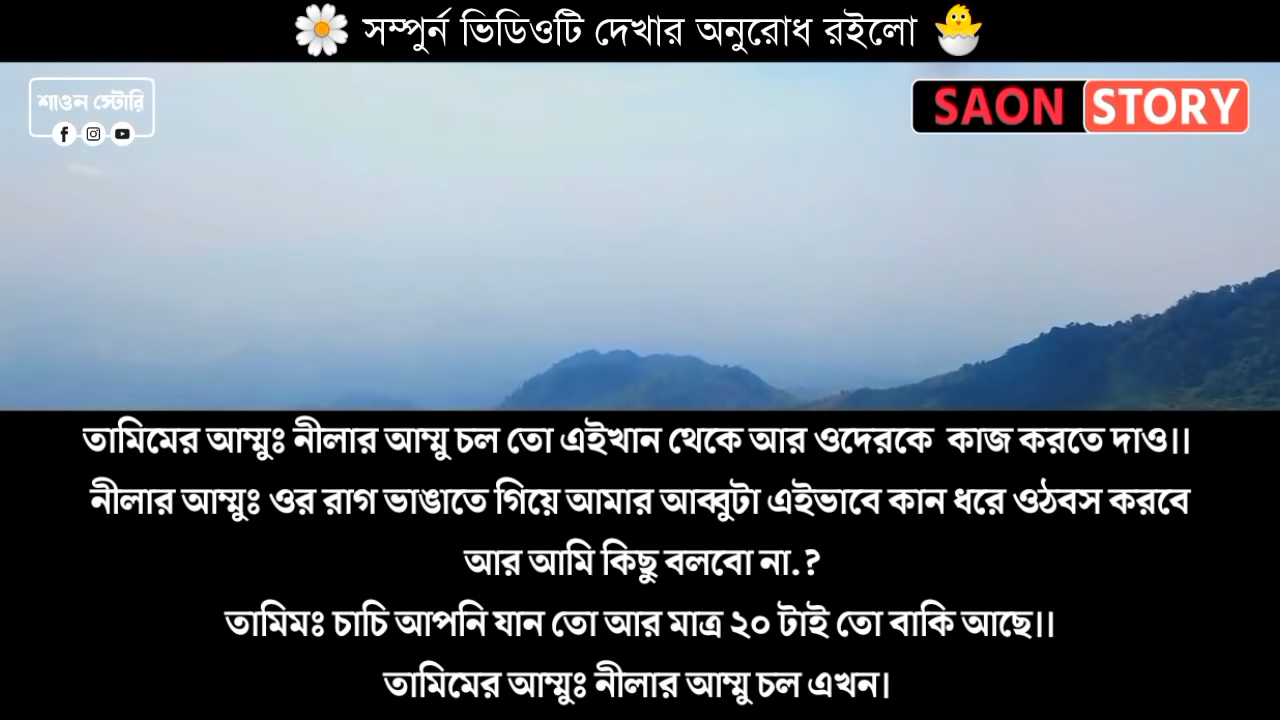 🌼 সম্পুর্ন ভিডিওটি দেখার অনুরোধ রইলো 🐣
শাওন স্টোরি
SAON STORY
তামিমের আম্মুঃ নীলার আম্মু চল তো এইখান থেকে আর ওদেরকে কাজ করতে দাও।।
নীলার আম্মুঃ ওর রাগ ভাঙাতে গিয়ে আমার আব্বুটা এইভাবে কান ধরে ওঠবস করবে
আর আমি কিছু বলবো না.?
তামিমঃ চাচি আপনি যান তো আর মাত্র ২০ টাই তো বাকি আছে।।
তামিমের আম্মুঃ নীলার আম্মু চল এখন।